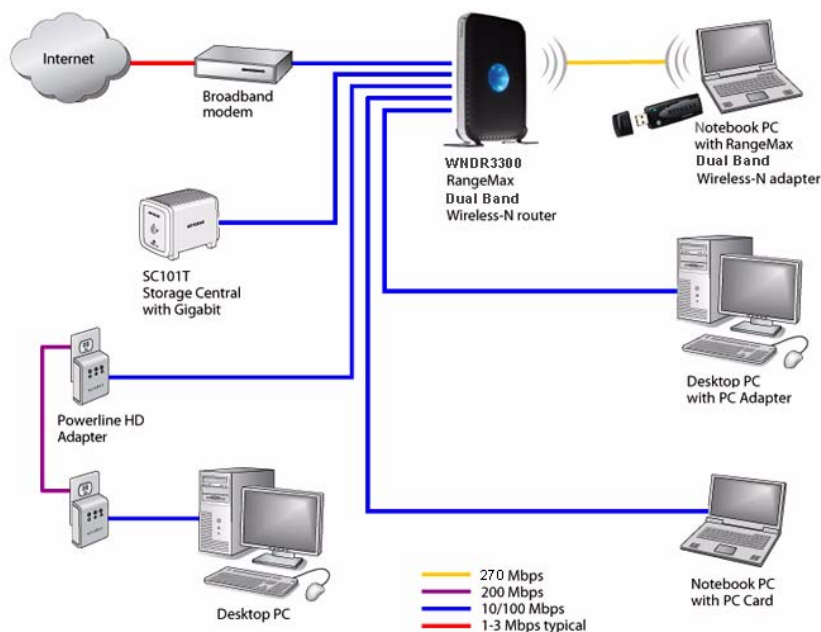 Internet
Broadband
modem
WNDR3300
RangeMax
Dual Band
Wireless-N router
Notebook PC
with RangeMax
Dual Band
Wireless-N adapter
SC101T
Storage Central
with Gigabit
Desktop PC
with PC Adapter
Powerline HD
Adapter
Desktop PC
Notebook PC
with PC Card
270 Mbps
200 Mbps
10/100 Mbps
1-3 Mbps typical